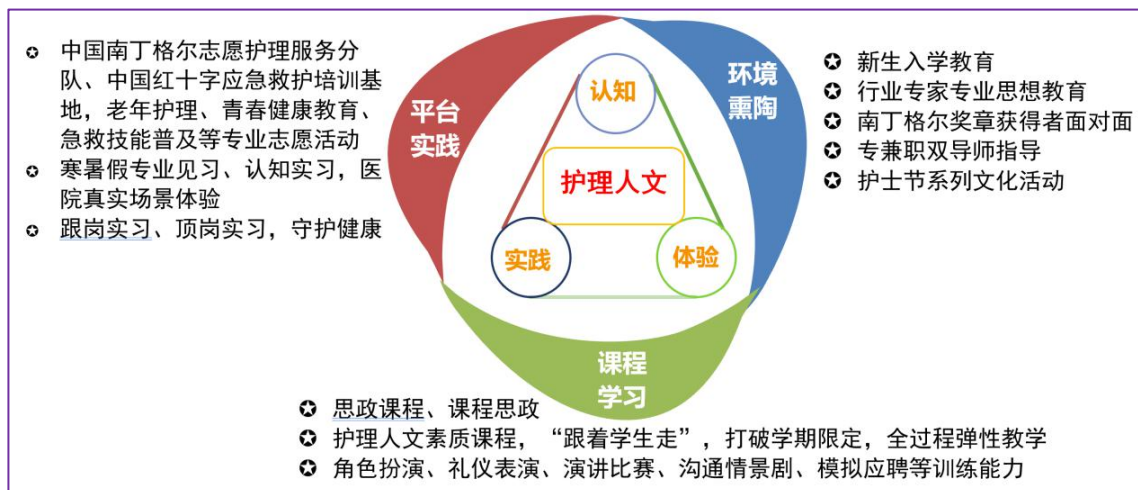 中国南丁格尔志愿护理服务分
队、中国红十字应急救护培训基
地，老年护理、青春健康教育、
急救技能普及等专业志愿活动
寒暑假专业见习、认知实习，医
院真实场景体验
跟岗实习、顶岗实习，守护健康
平台
实践
认知
护理人文
实践
体验
环境
熏陶
新生入学教育
行业专家专业思想教育
南丁格尔奖章获得者面对面
专兼职双导师指导
护士节系列文化活动
课程
学习
思政课程、课程思政
护理人文素质课程，“跟着学生走”，打破学期限定，全过程弹性教学
角色扮演、礼仪表演、演讲比赛、沟通情景剧、模拟应聘等训练能力